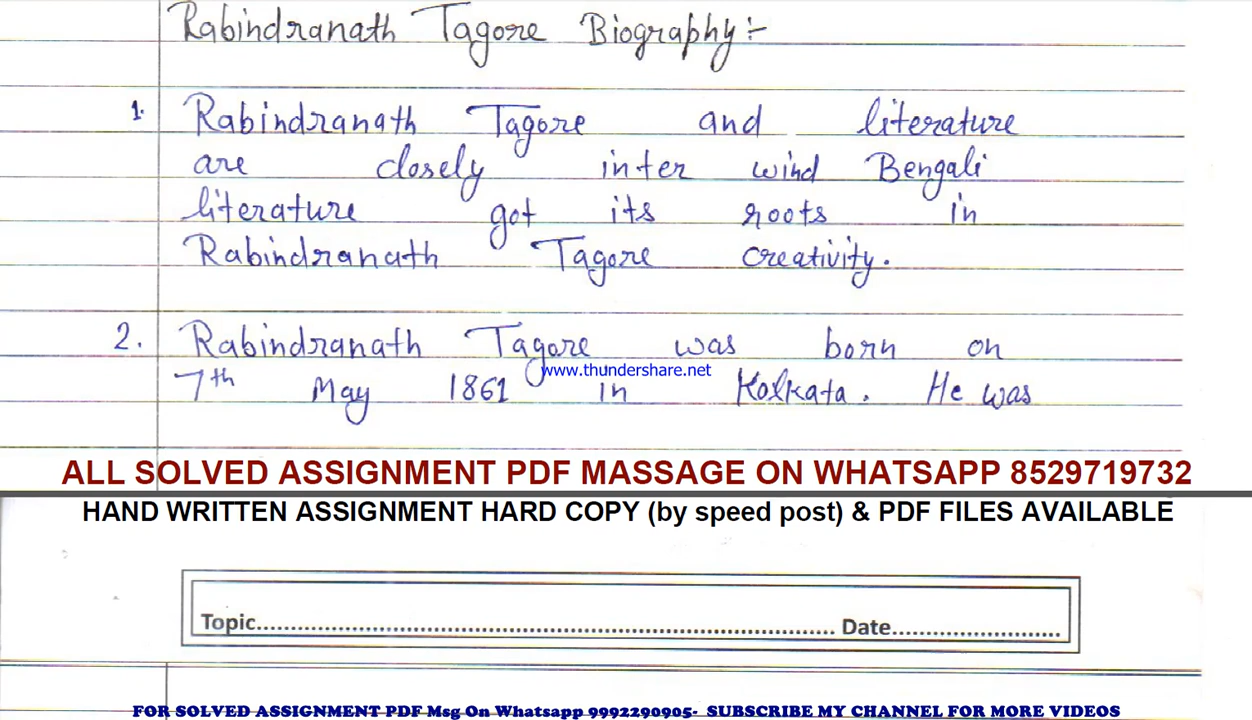 Rabindranath Tagore Biography:-
1. Rabindranath Tagore and literature
are closely inter wind Bengali
literature got its roots in
Rabindranath Tagore creativity.
2. Rabindranath Tagore was born on
www.thundershare.net
7th May 1861 in Kolkata. He was
ALL SOLVED ASSIGNMENT PDF MASSAGE ON WHATSAPP 8529719732
HAND WRITTEN ASSIGNMENT HARD COPY (by speed post) & PDF FILES AVAILABLE
Topic.................................................................................... Date.........................
FOR SOLVED ASSIGNMENT PDF Msg On Whatsapp 9992290905- SUBSCRIBE MY CHANNEL FOR MORE VIDEOS